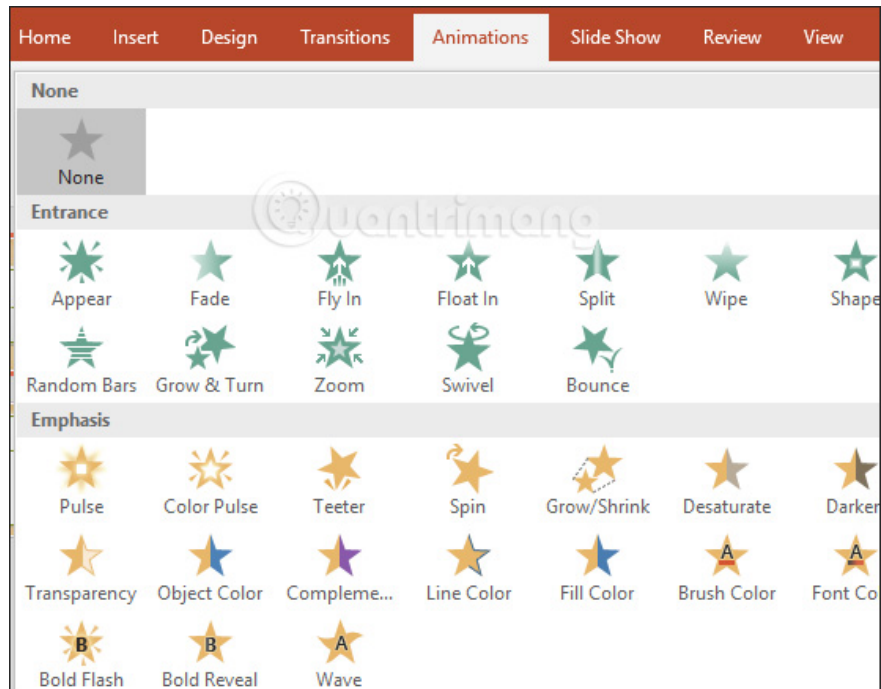 Home Insert Design Transitions Animations Slide Show Review View
None
None
Entrance
Quantrimang
Appear Fade Fly In Float In Split Wipe Shape
Random Bars Grow & Turn Zoom Swivel Bounce
Emphasis
Pulse Color Pulse Teeter Spin Grow/Shrink Desaturate Darken
Transparency Object Color Compleme... Line Color Fill Color Brush Color Font Co
B B A
Bold Flash Bold Reveal Wave